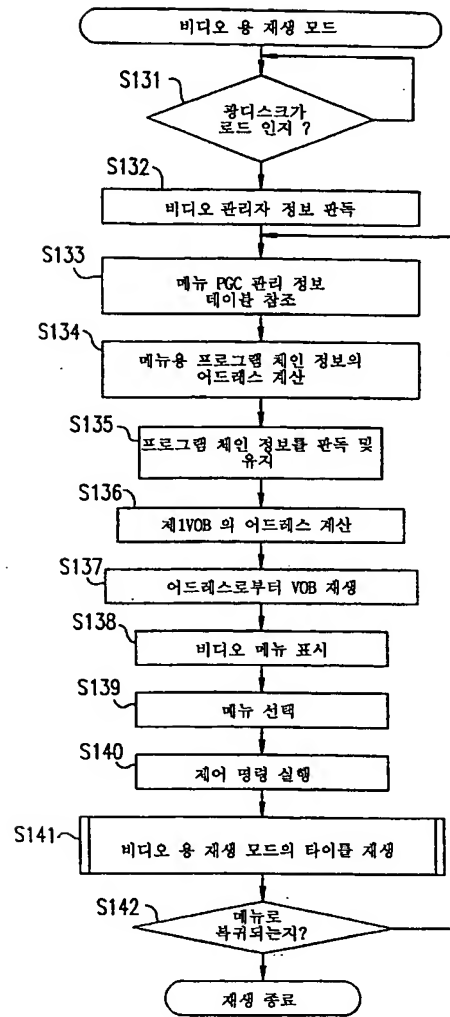 비디오 용 재생 모드
S131
광디스크가
로드 인지 ?
S132
비디오 관리자 정보 판독
S133
메뉴 PGC 관리 정보
테이블 참조
S134
메뉴용 프로그램 체인 정보의
어드레스 계산
S135
프로그램 체인 정보를 판독 및
유지
S136
제1VOB 의 어드레스 계산
S137
어드레스로부터 VOB 재생
S138
비디오 메뉴 표시
S139
메뉴 선택
S140
제어 명령 실행
S141
비디오 용 재생 모드의 타이틀 재생
S142
메뉴로
복귀되는지?
재생 종료